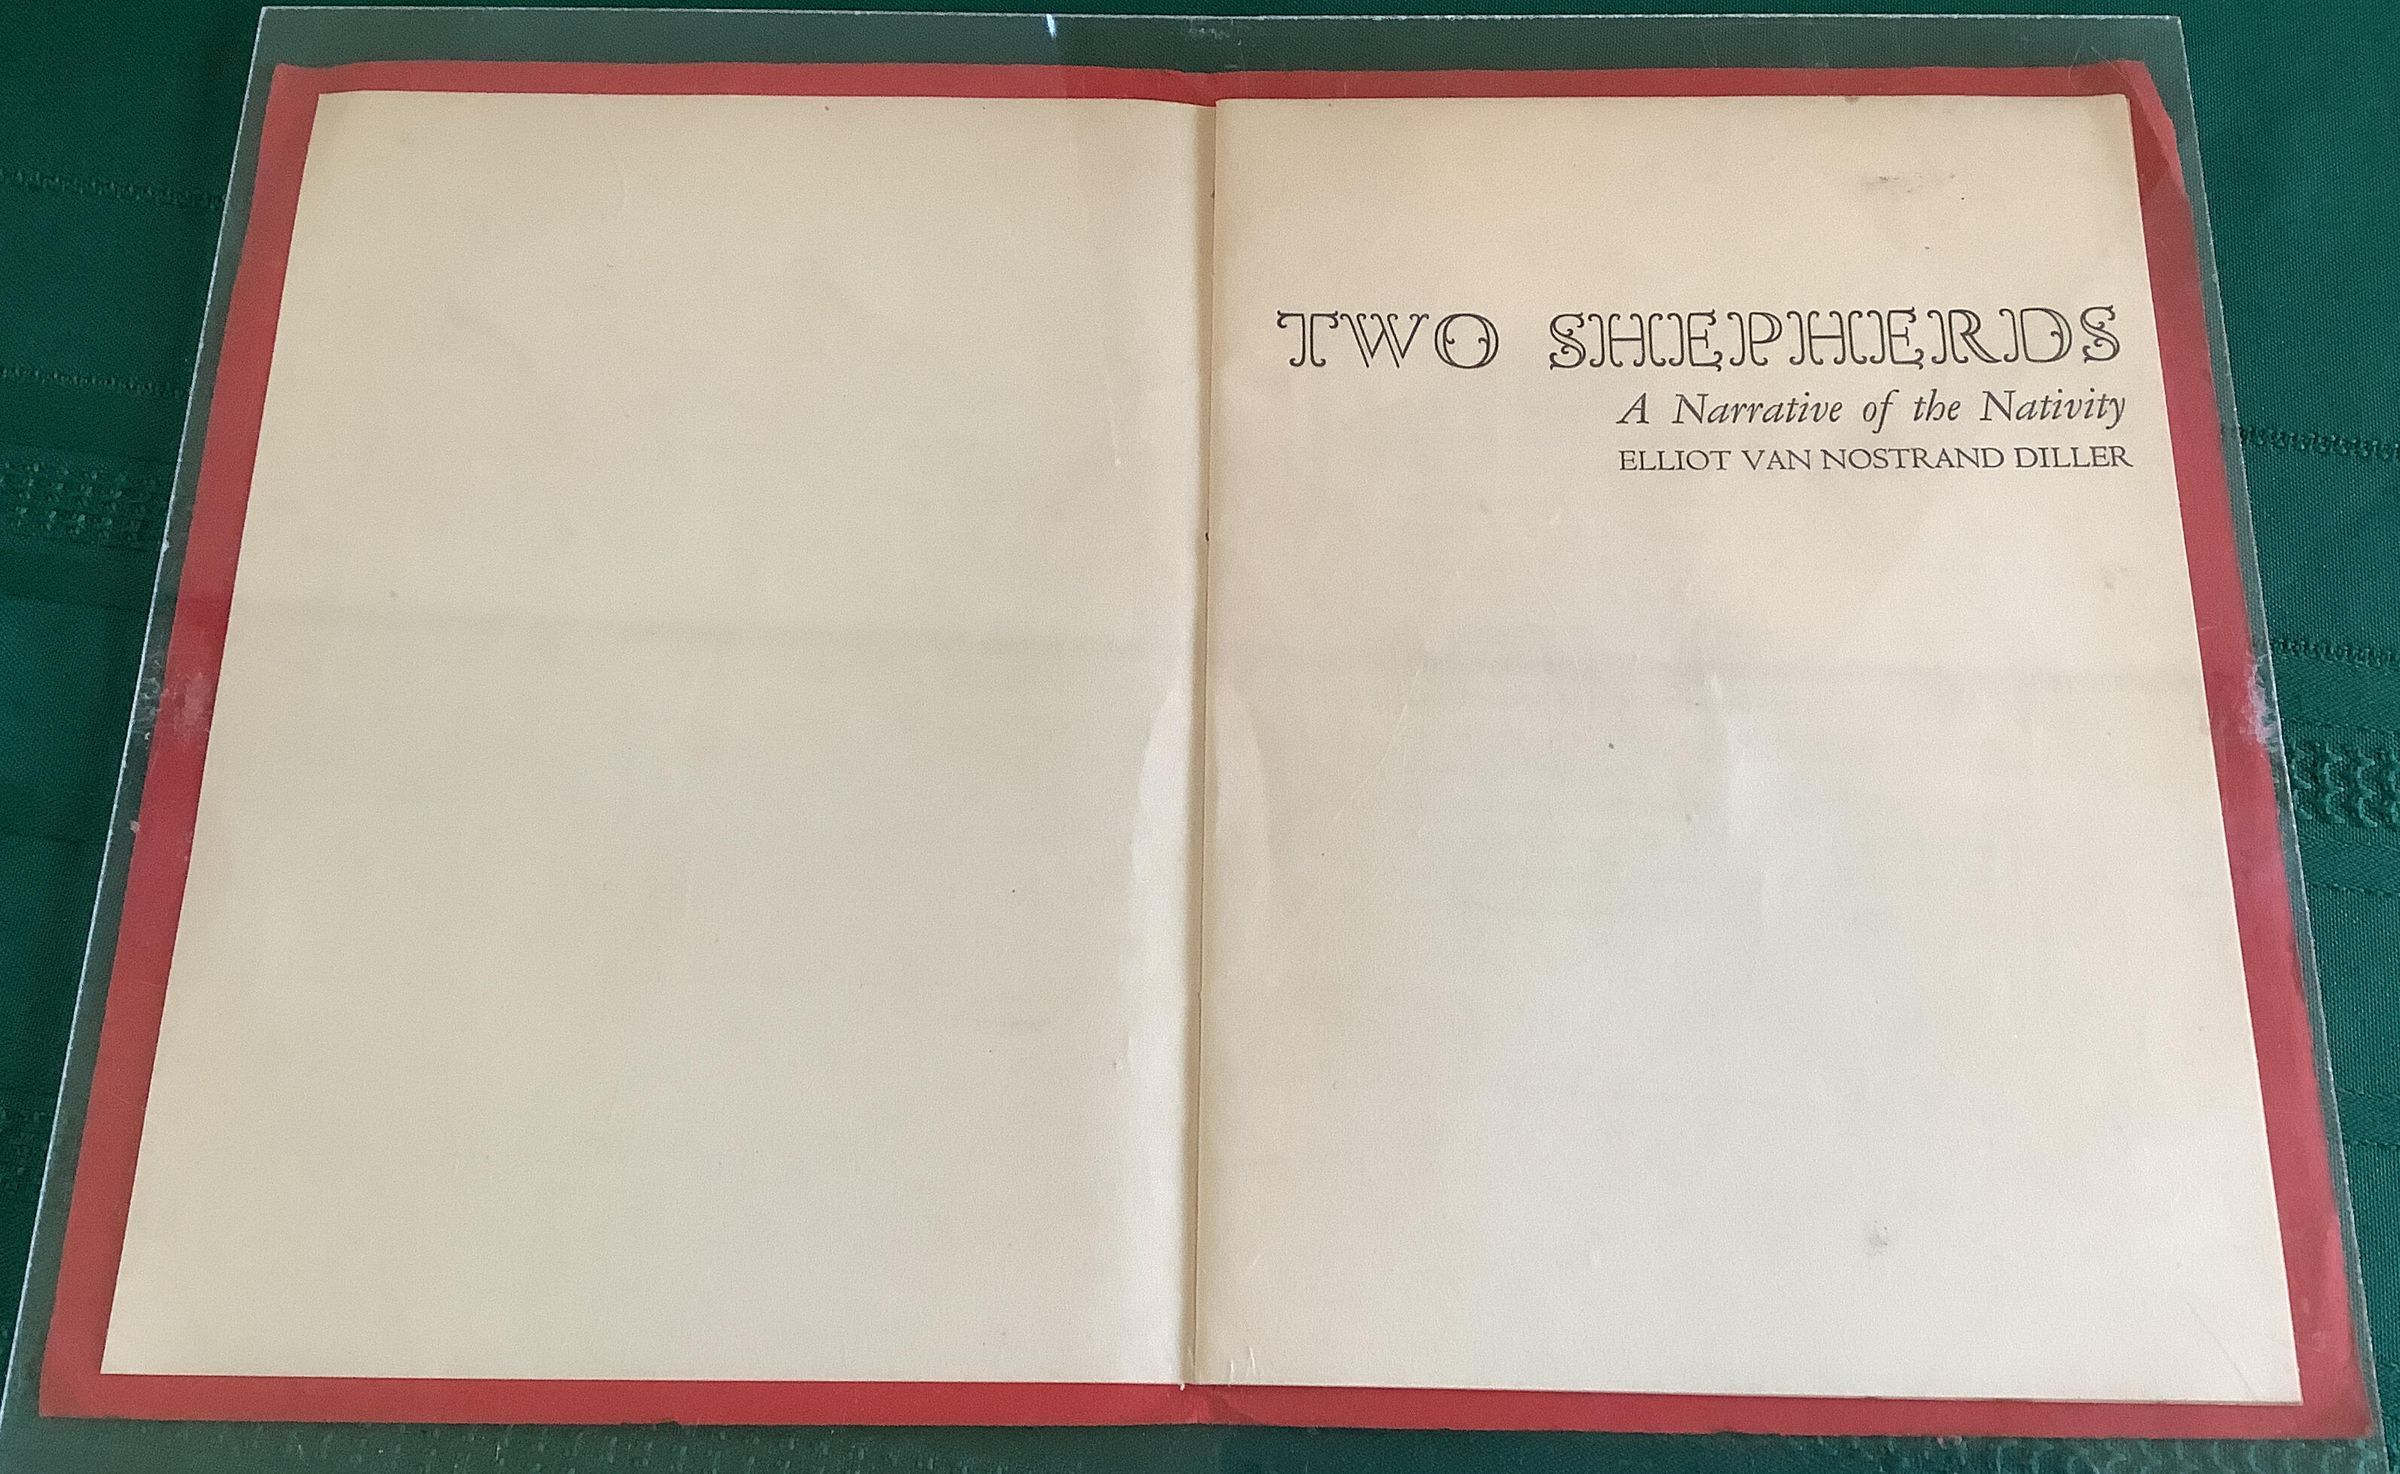 TWO SHEPHERDS
A Narrative of the Nativity
ELLIOT VAN NOSTRAND DILLER